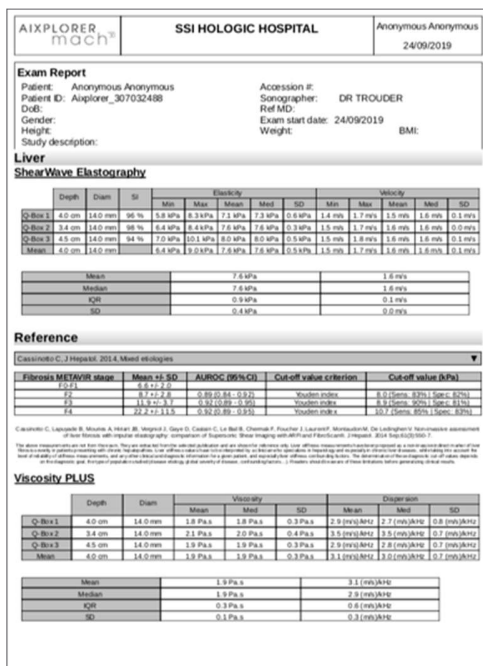 AIXPLORER
mach
SSI HOLOGIC HOSPITAL
Anonymous Anonymous
24/09/2019
Exam Report
Patient: Anonymous Anonymous Accession #:
Patient ID: Aixplorer_307032488 Sonographer: DR TROUDER
DoB: Ref MD:
Gender: Exam start date: 24/09/2019
Height: Weight: BMI:
Study description:
Liver
ShearWave Elastography
Elasticity Velocity
Depth Diam SI Min Max Mean Med SD Min Max Mean Med SD
Q-Box 1 4.0 cm 14.0 mm 96 % 5.8 kPa 8.3 kPa 7.1 kPa 7.3 kPa 0.6 kPa 1.4 m/s 1.7 m/s 1.5 m/s 1.6 m/s 0.1 m/s
Q-Box 2 3.4 cm 14.0 mm 98 % 6.4 kPa 8.4 kPa 7.6 kPa 7.6 kPa 0.3 kPa 1.5 m/s 1.7 m/s 1.6 m/s 1.6 m/s 0.0 m/s
Q-Box 3 4.5 cm 14.0 mm 94 % 7.0 kPa 10.1 kPa 8.0 kPa 8.0 kPa 0.5 kPa 1.5 m/s 1.8 m/s 1.6 m/s 1.6 m/s 0.1 m/s
Mean 4.0 cm 14.0 mm 6.4 kPa 9.0 kPa 7.6 kPa 7.6 kPa 0.5 kPa 1.5 m/s 1.7 m/s 1.6 m/s 1.6 m/s 0.1 m/s
Mean 7.6 kPa 1.6 m/s
Median 7.6 kPa 1.6 m/s
IQR 0.9 kPa 0.1 m/s
SD 0.4 kPa 0.0 m/s
Reference
Cassinotto C, J Hepatol. 2014, Mixed etiologies
Fibrosis METAVIR stage Mean +/- SD AUROC (95%CI) Cut-off value criterion Cut-off value (kPa)
F0-F1 6.6 +/- 2.0
F2 8.7 +/- 2.8 0.89 (0.84 - 0.92) Youden index 8.0 (Sens: 83% | Spec: 82%)
F3 11.9 +/- 3.7 0.92 (0.89 - 0.95) Youden index 8.9 (Sens: 90% | Spec: 81%)
F4 22.2 +/- 11.5 0.92 (0.89 - 0.95) Youden index 10.7 (Sens: 85% | Spec: 83%)
Viscosity PLUS
Viscosity Dispersion
Depth Diam Mean Med SD Mean Med SD
Q-Box 1 4.0 cm 14.0 mm 1.8 Pa.s 1.8 Pa.s 0.3 Pa.s 2.9 (m/s)/kHz 2.7 (m/s)/kHz 0.8 (m/s)/kHz
Q-Box 2 3.4 cm 14.0 mm 2.1 Pa.s 2.0 Pa.s 0.4 Pa.s 3.5 (m/s)/kHz 3.5 (m/s)/kHz 0.7 (m/s)/kHz
Q-Box 3 4.5 cm 14.0 mm 1.9 Pa.s 1.9 Pa.s 0.3 Pa.s 2.9 (m/s)/kHz 2.8 (m/s)/kHz 0.7 (m/s)/kHz
Mean 4.0 cm 14.0 mm 1.9 Pa.s 1.9 Pa.s 0.3 Pa.s 3.1 (m/s)/kHz 3.0 (m/s)/kHz 0.7 (m/s)/kHz
Mean 1.9 Pa.s 3.1 (m/s)/kHz
Median 1.9 Pa.s 2.9 (m/s)/kHz
IQR 0.3 Pa.s 0.6 (m/s)/kHz
SD 0.1 Pa.s 0.3 (m/s)/kHz